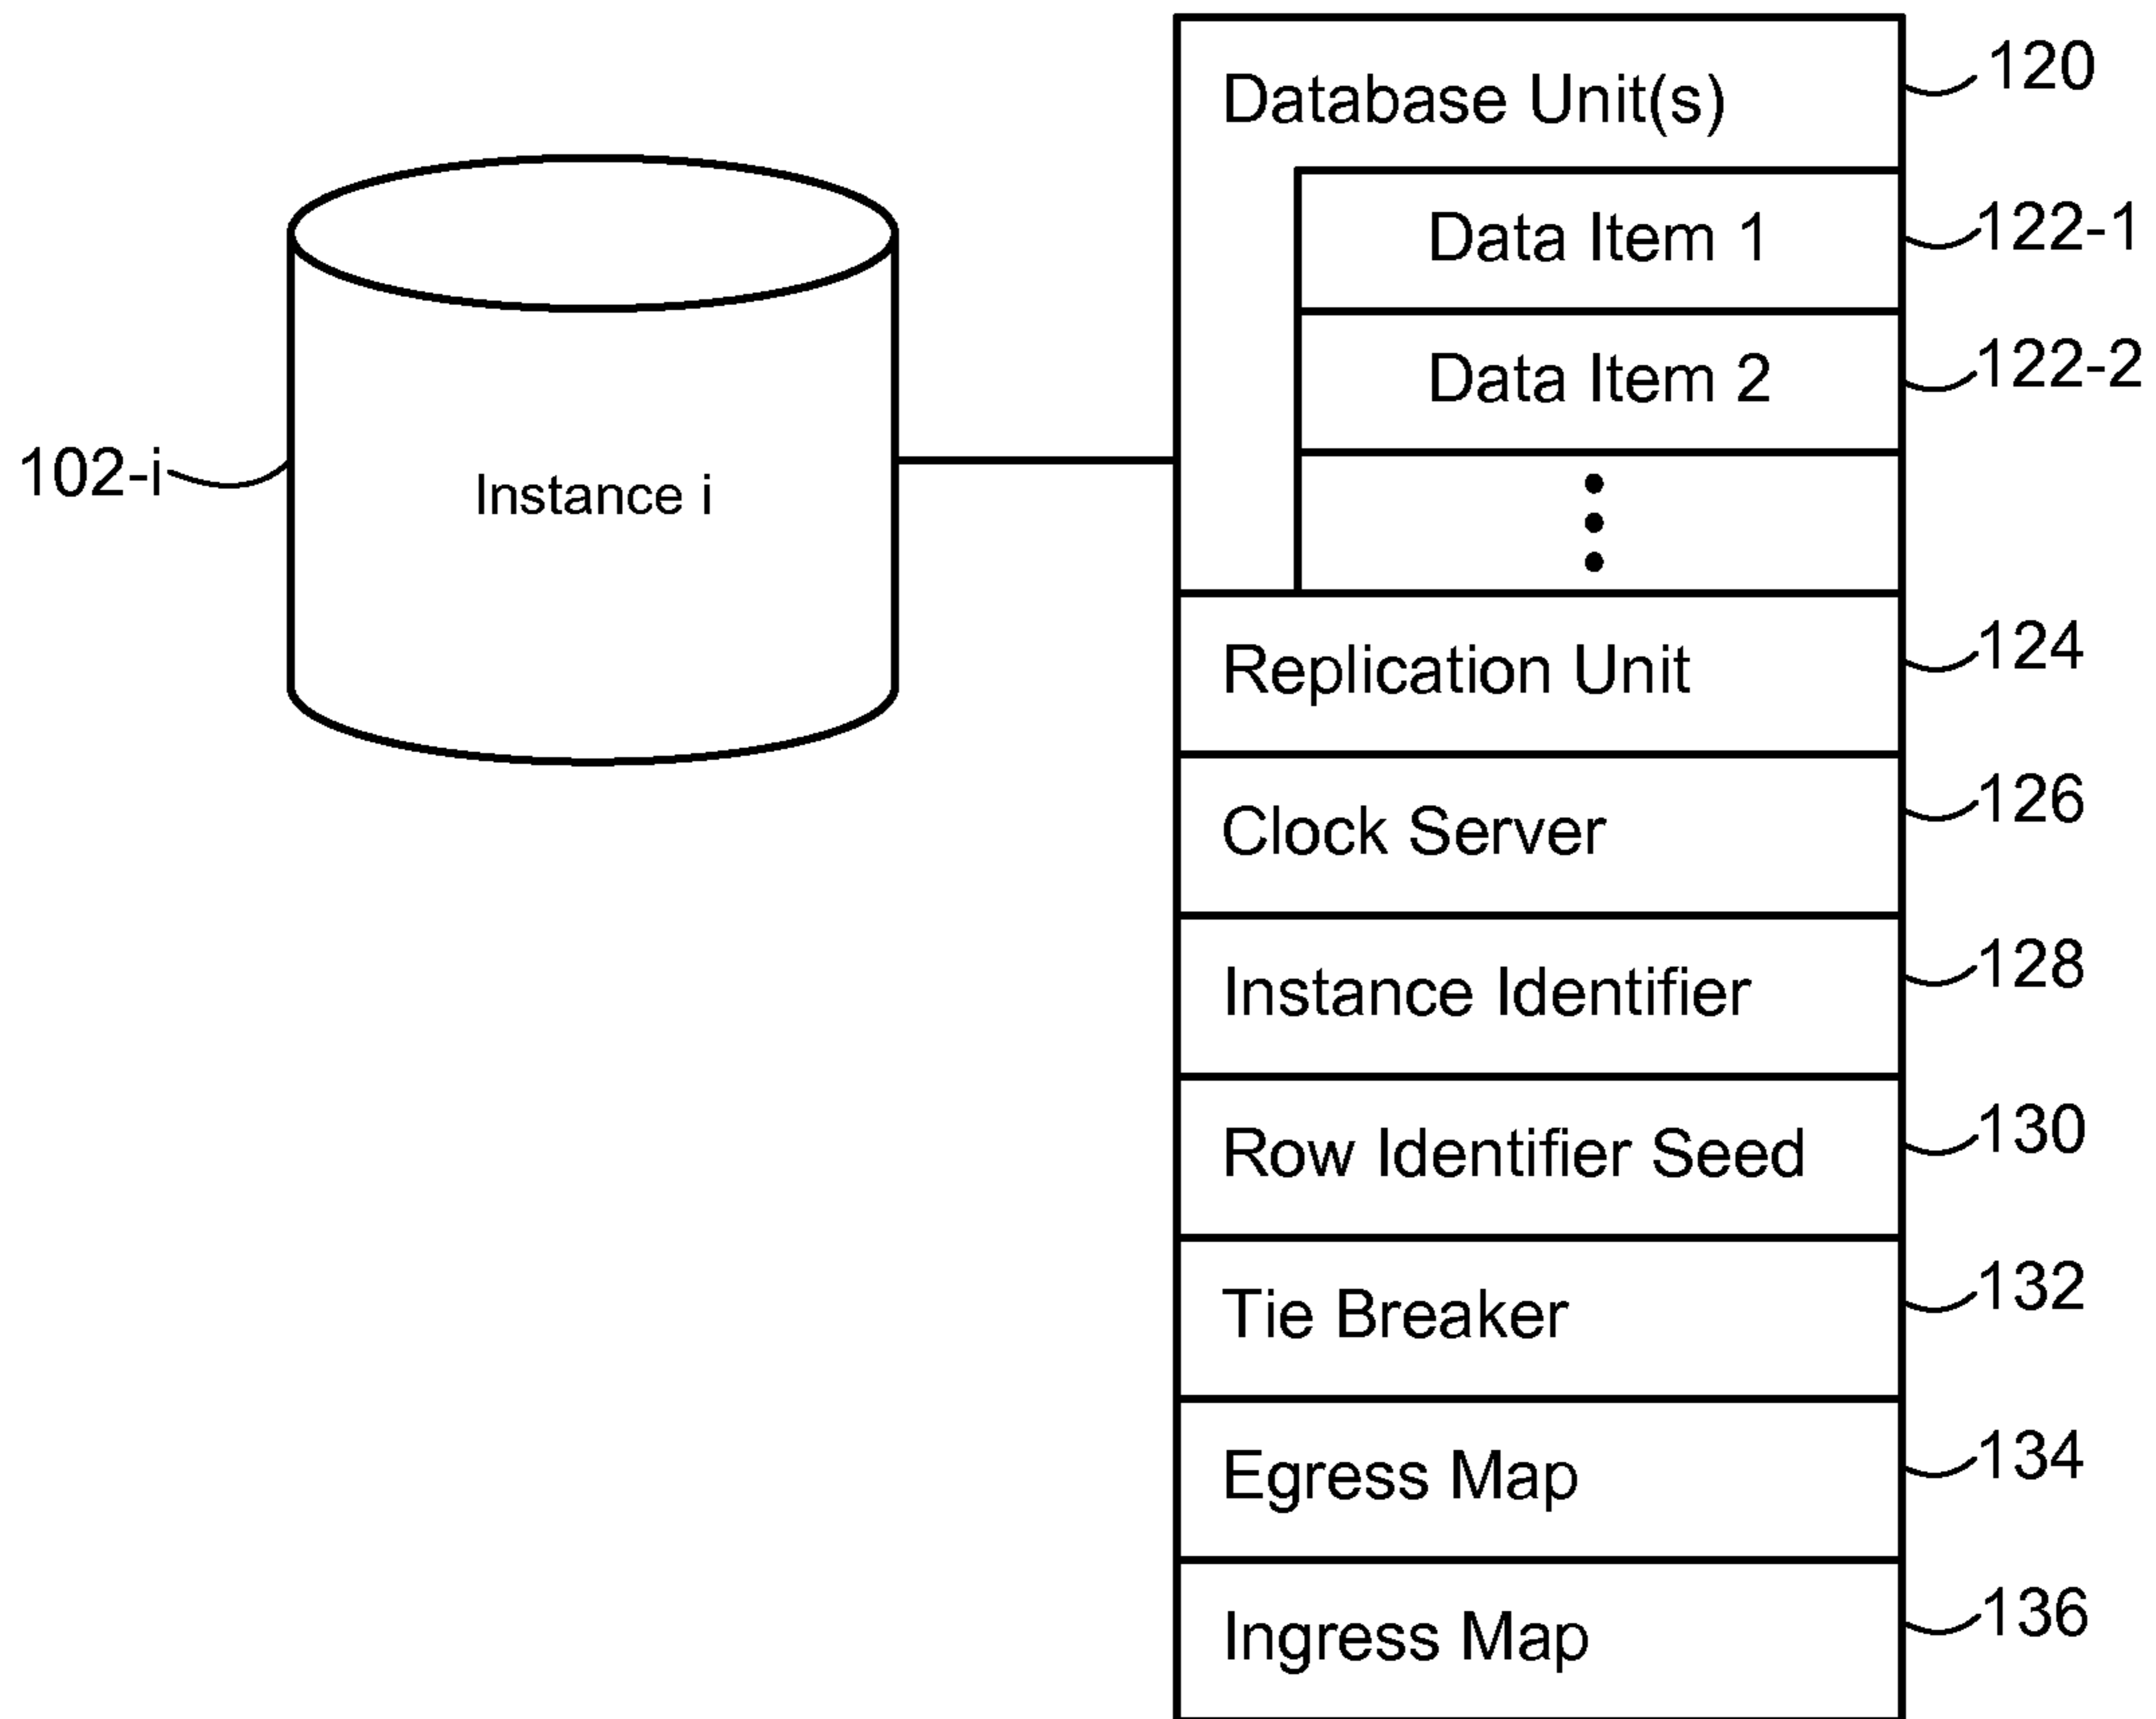 Database Unit(s) 120
Data Item 1 122-1
Data Item 2 122-2
102-i Instance i
Replication Unit 124
Clock Server 126
Instance Identifier 128
Row Identifier Seed 130
Tie Breaker 132
Egress Map 134
Ingress Map 136